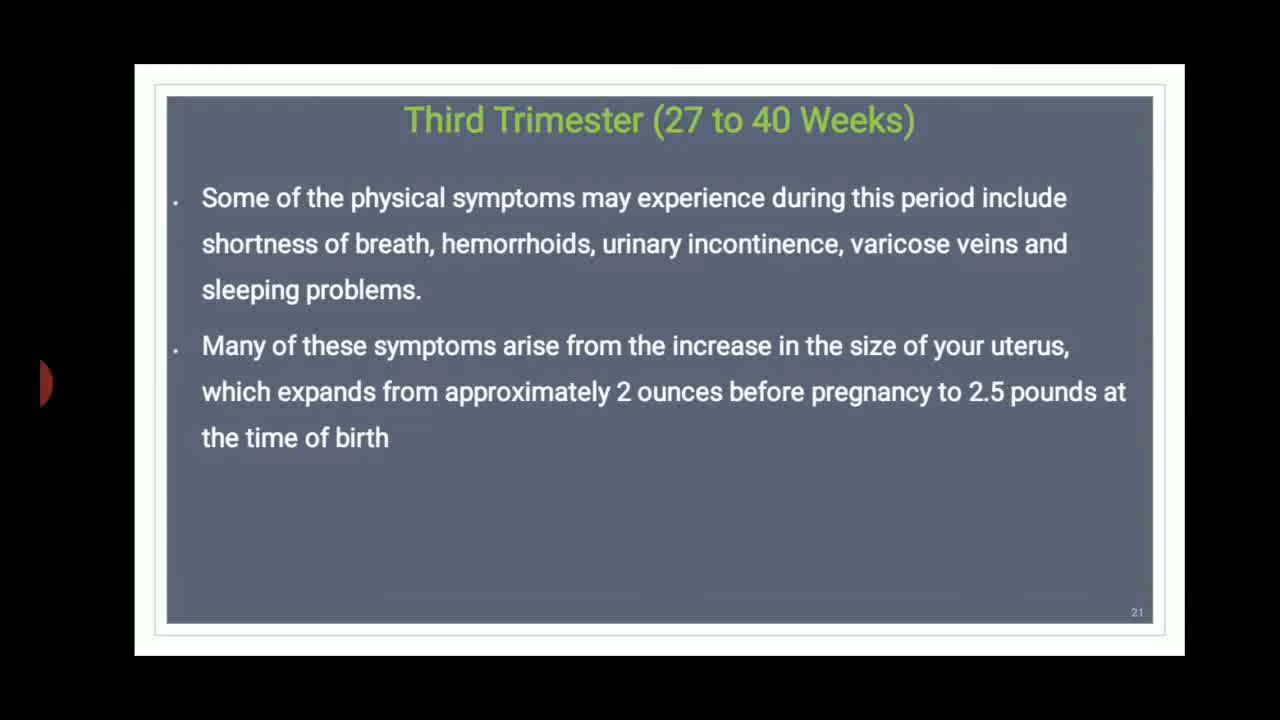 Third Trimester (27 to 40 Weeks)
. Some of the physical symptoms may experience during this period include
shortness of breath, hemorrhoids, urinary incontinence, varicose veins and
sleeping problems.
. Many of these symptoms arise from the increase in the size of your uterus,
which expands from approximately 2 ounces before pregnancy to 2.5 pounds at
the time of birth
21